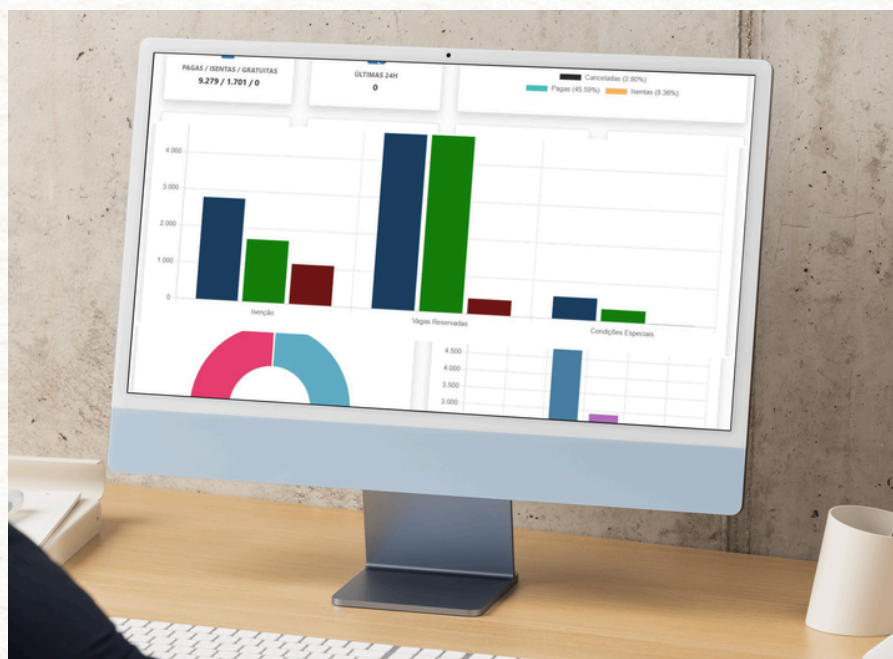 PAGAS / ISENTAS / GRATUITAS
9.279 / 1.701 / 0
ÚLTIMAS 24H
0
Canceladas (2.80%)
Pagas (45.59%) Isentas (8.36%)
4.000
3.000
2.000
1.000
0
Isenção
Vagas Reservadas
Condições Especiais
4.500
4.000
3.500
3.000